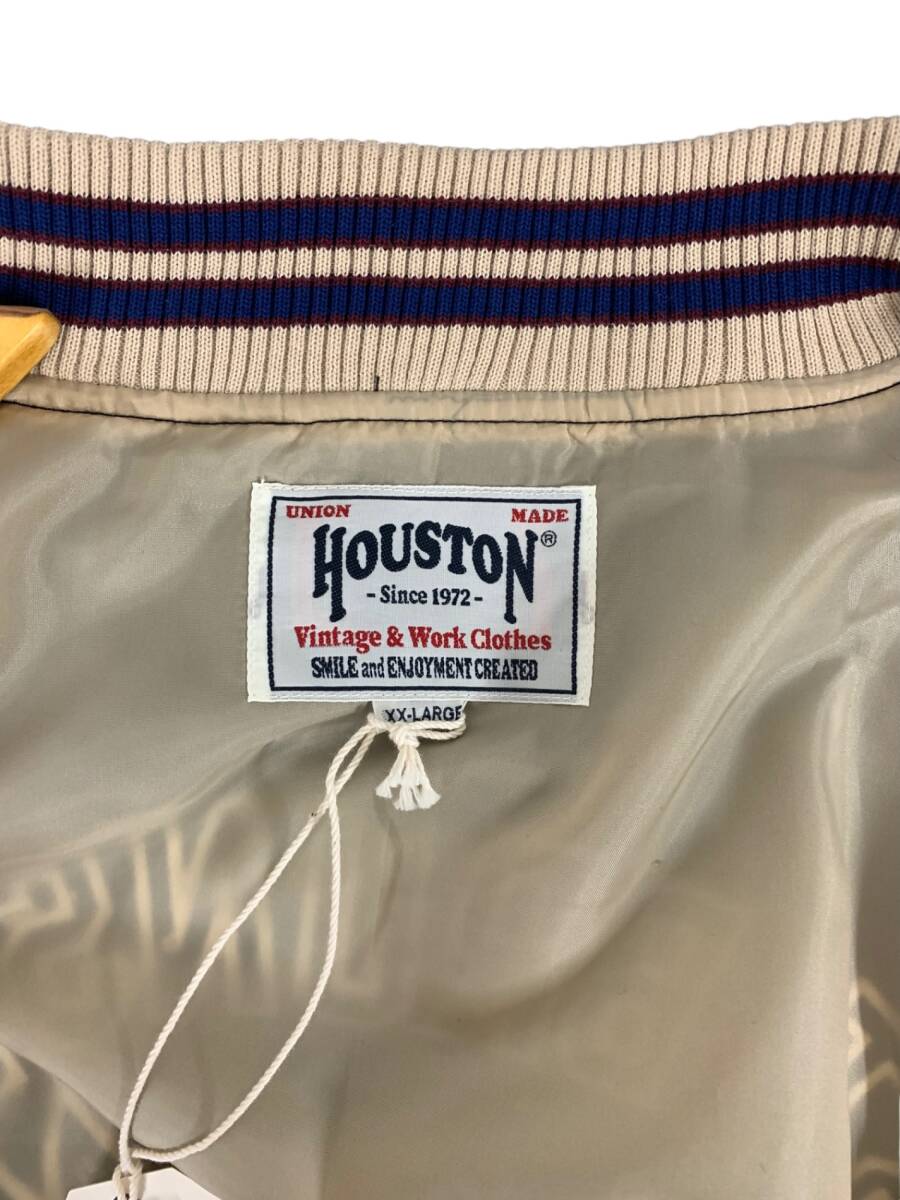 UNION MADE
HOUSTON®
- Since 1972 -
Vintage & Work Clothes
SMILE and ENJOYMENT CREATED
XX-LARGE